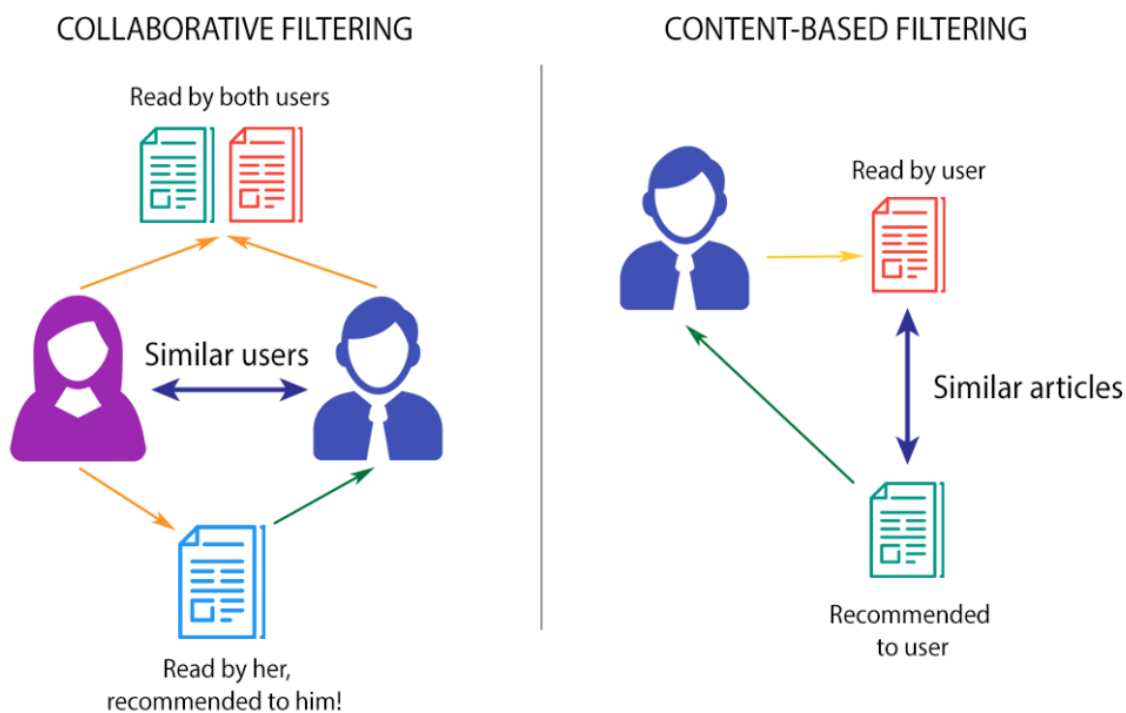 COLLABORATIVE FILTERING
Read by both users
Similar users
Read by her,
recommended to him!
CONTENT-BASED FILTERING
Read by user
Similar articles
Recommended
to user